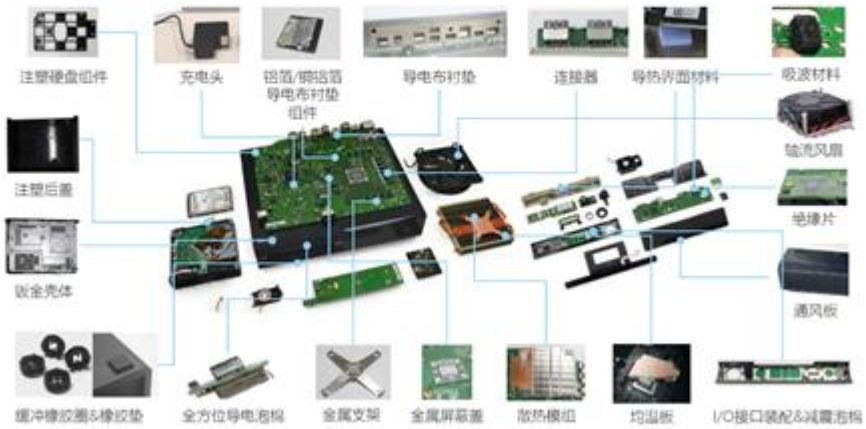 注塑硬盘组件
充电头
铝箔/铜铝箔
导电布衬垫
组件
导电布衬垫
连接器
导热界面材料
吸波材料
轴流风扇
注塑后盖
绝缘片
钣金壳体
通风板
缓冲橡胶圈&橡胶垫
全方位导电泡棉
金属支架
金属屏蔽盖
散热模组
均温板
I/O接口装配&减震泡棉